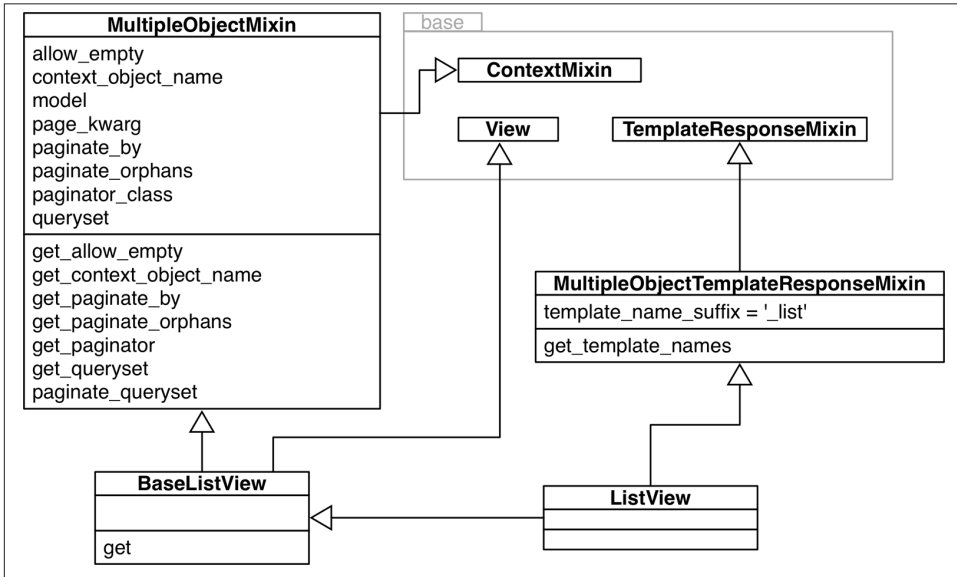 MultipleObjectMixin
allow_empty
context_object_name
model
page_kwarg
paginate_by
paginate_orphans
paginator_class
queryset
get_allow_empty
get_context_object_name
get_paginate_by
get_paginate_orphans
get_paginator
get_queryset
paginate_queryset
base
ContextMixin
View
TemplateResponseMixin
MultipleObjectTemplateResponseMixin
template_name_suffix = '_list'
get_template_names
BaseListView
get
ListView